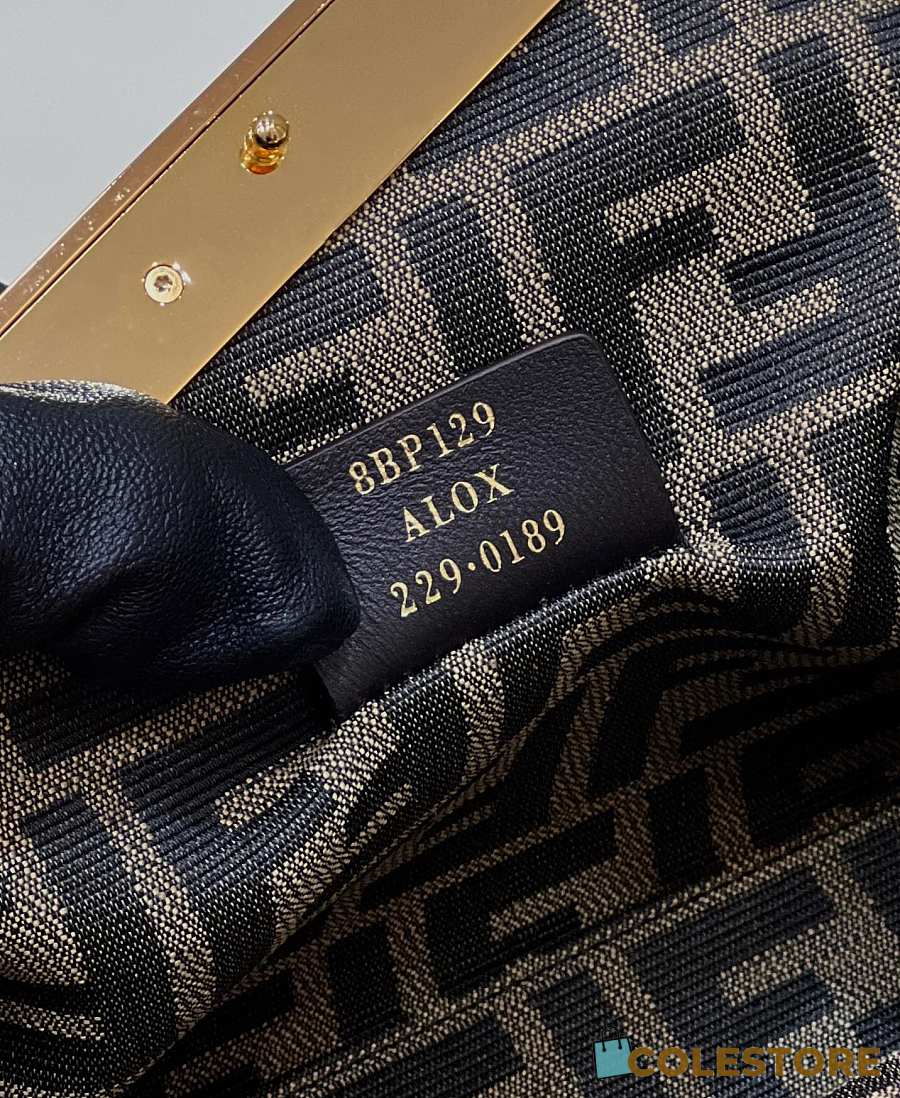 8BP129
ALOX
229·0189
COLESTORE